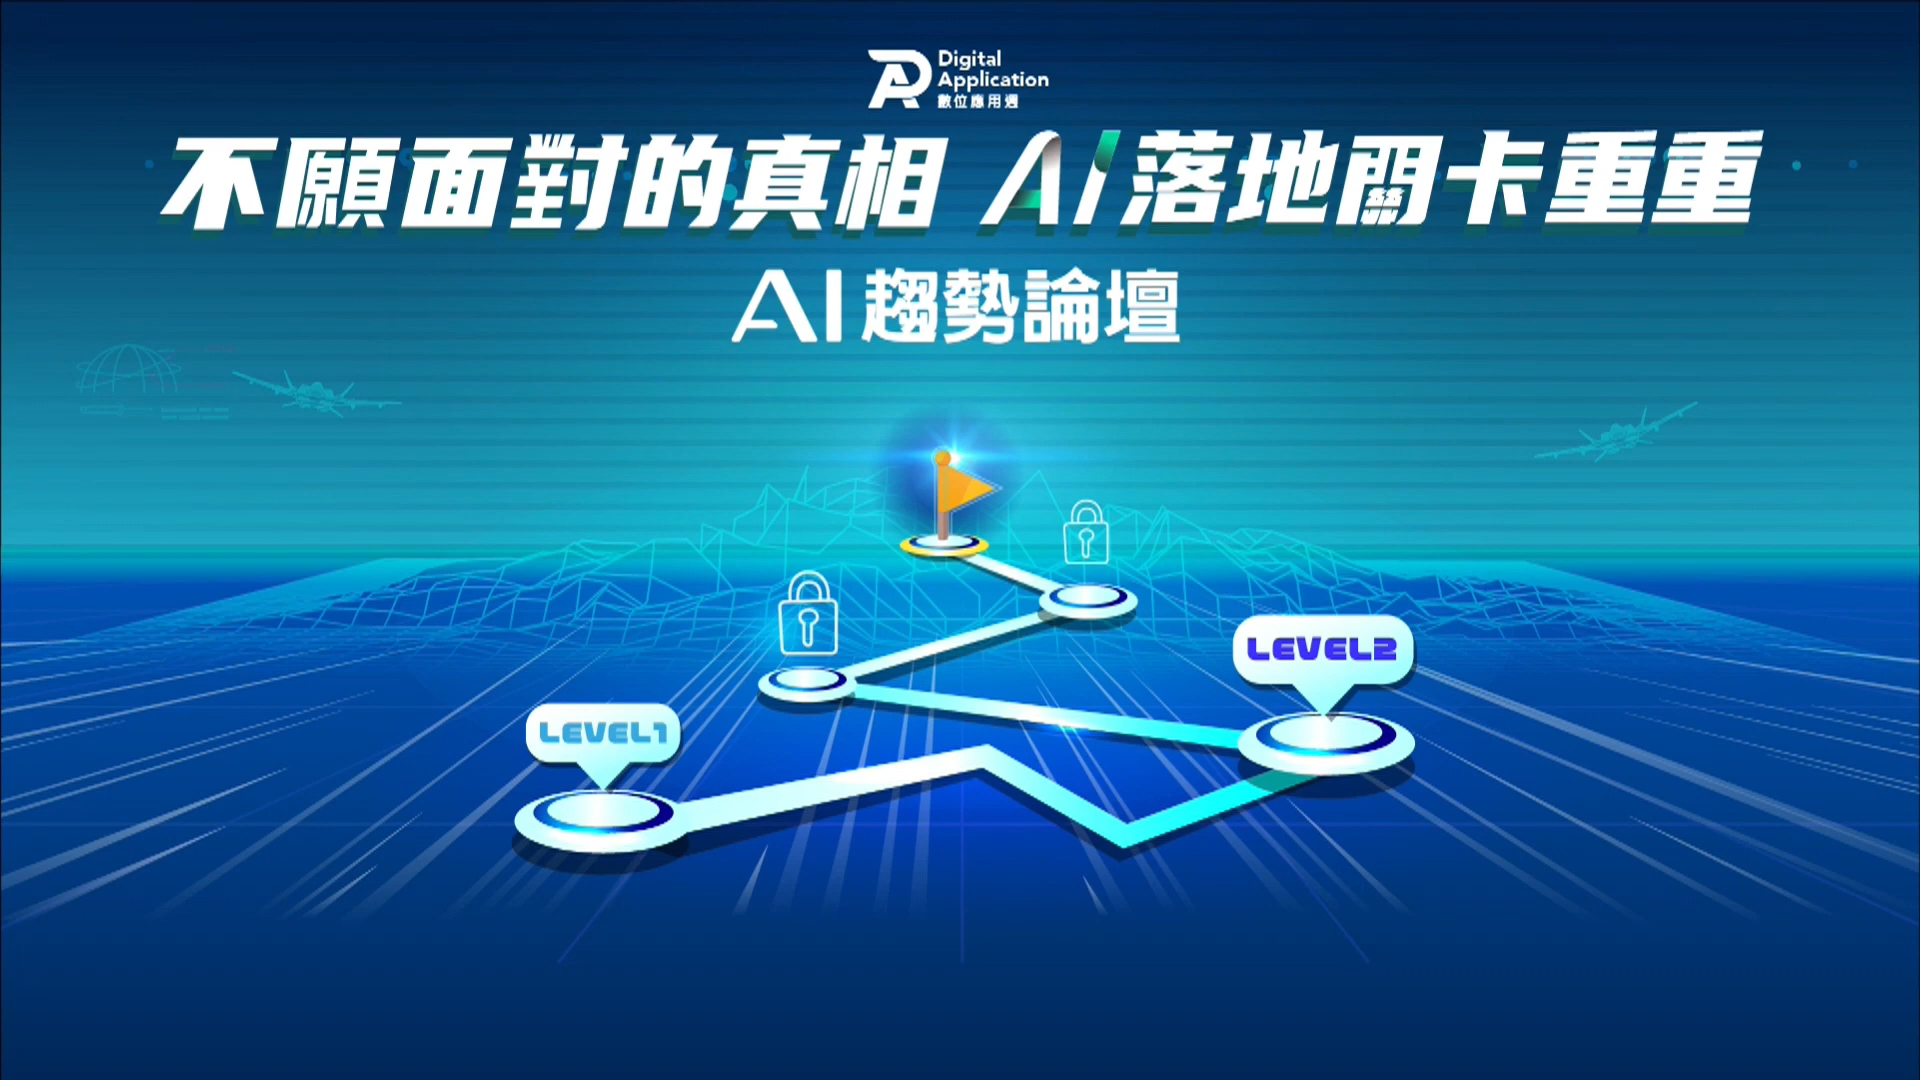 Digital
Application
數位應用週
不願面對的真相 AI落地關卡重重
AI趨勢論壇
LEVEL2
LEVEL1